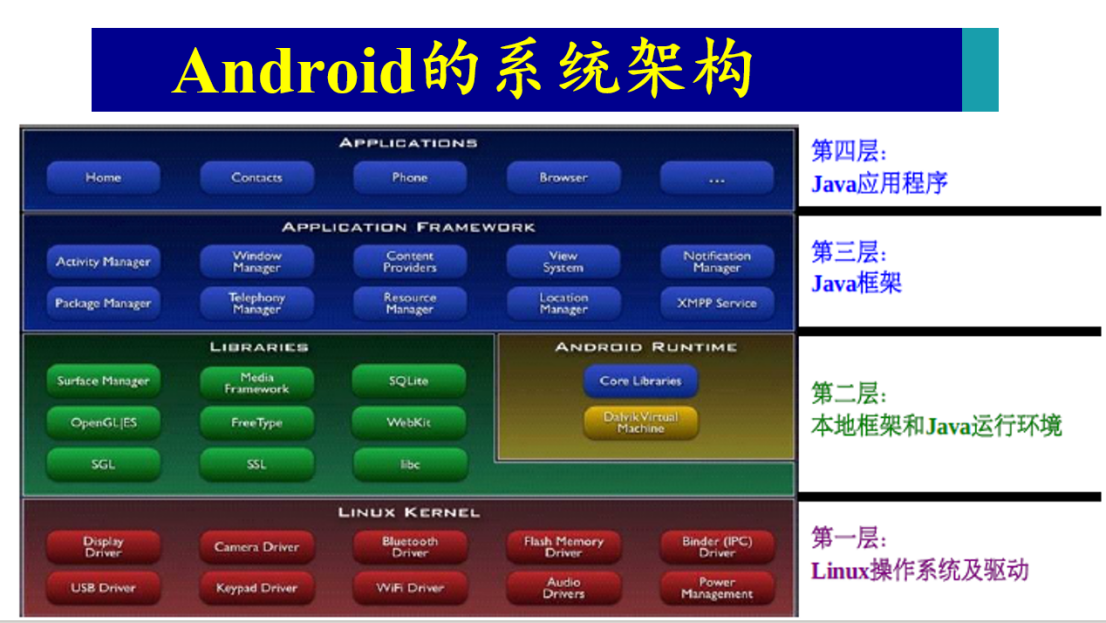 Android的系统架构
APPLICATIONS
Home
Contacts
Phone
Browser
...
第四层:
Java应用程序
APPLICATION FRAMEWORK
Activity Manager
Window
Manager
Content
Providers
View
System
Notification
Manager
Package Manager
Telephony
Manager
Resource
Manager
Location
Manager
XMPP Service
第三层:
Java框架
LIBRARIES
Surface Manager
Media
Framework
SQLite
OpenGL|ES
FreeType
WebKit
SGL
SSL
libc
ANDROID RUNTIME
Core Libraries
Dalvik Virtual
Machine
第二层:
本地框架和Java运行环境
LINUX KERNEL
Display
Driver
Camera Driver
Bluetooth
Driver
Flash Memory
Driver
Binder (IPC)
Driver
USB Driver
Keypad Driver
WiFi Driver
Audio
Drivers
Power
Management
第一层:
Linux操作系统及驱动